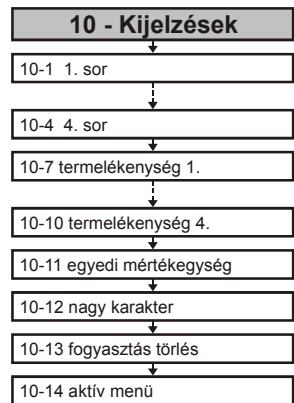 10 - Kijelzések
10-1 1. sor
10-4 4. sor
10-7 termelékenység 1.
10-10 termelékenység 4.
10-11 egyedi mértékegység
10-12 nagy karakter
10-13 fogyasztás törlés
10-14 aktív menü